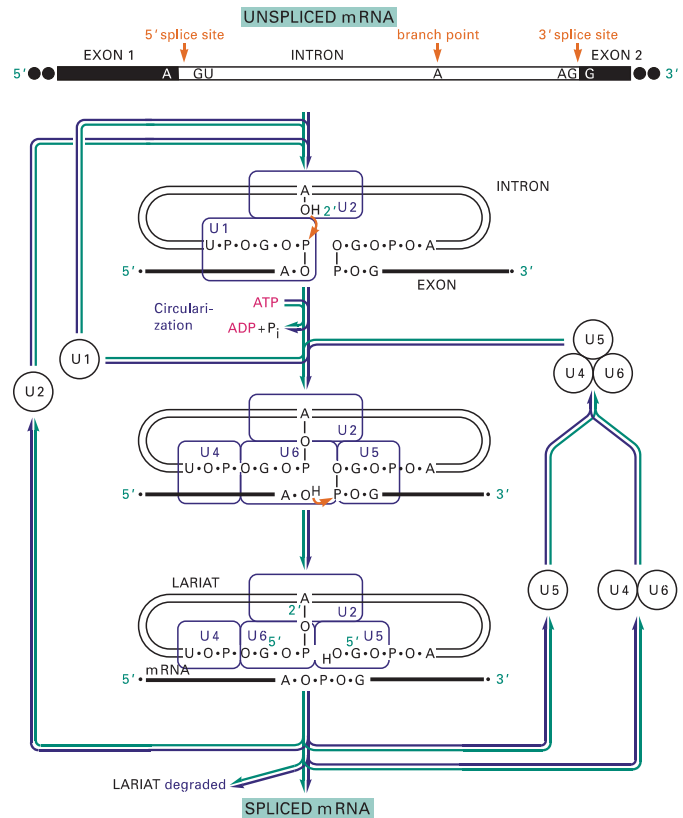 UNSPLICED mRNA
5' splice site
branch point
3' splice site
EXON 1
INTRON
EXON 2
5'
A
GU
A
AG
G
3'
A
OH 2' U2
INTRON
U1
U·P·O·G·O·P
O·G·O·P·O·A
5'
A·O
P·O·G
3'
EXON
Circulari-
zation
ATP
ADP+Pi
U1
U2
U5
U4
U6
A
U2
O
U4
U6
U5
U·O·P·O·G·O·P
O·G·O·P·O·A
5'
A·O
H
P·O·G
3'
LARIAT
A
2'
U2
O
U4
U6
5'
5'
U5
U·O·P·O·G·O·P
HO·G·O·P·O·A
mRNA
5'
A·O·P·O·G
3'
U5
U4
U6
LARIAT degraded
SPLICED mRNA